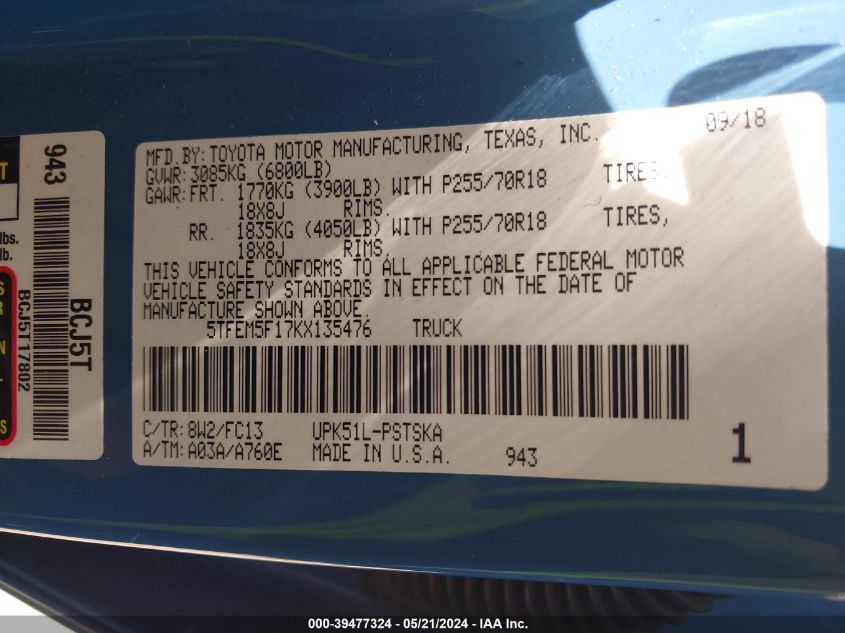 MFD.BY: TOYOTA MOTOR MANUFACTURING, TEXAS, INC. 09/18
GVWR: 3085KG (6800LB)
GAWR: FRT. 1770KG (3900LB) WITH P255/70R18 TIRES,
18X8J RIMS.
RR. 1835KG (4050LB) WITH P255/70R18 TIRES,
18X8J RIMS.
THIS VEHICLE CONFORMS TO ALL APPLICABLE FEDERAL MOTOR
VEHICLE SAFETY STANDARDS IN EFFECT ON THE DATE OF
MANUFACTURE SHOWN ABOVE.
5TFEM5F17KX135476 TRUCK
C/TR: 8W2/FC13 UPK51L-PSTSKA
A/TM: A03A/A760E MADE IN U.S.A. 943 1
943
BCJ5T
BCJ5T17802
lbs.
lb.
000-39477324 — 05/21/2024 — IAA Inc.